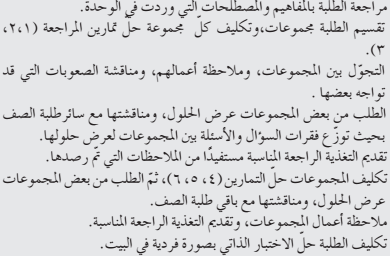 مراجعة الطلبة بالمفاهيم والمصطلحات التي وردت في الوحدة.
تقسيم الطلبة مجموعات،وتكليف كلّ مجموعة حلّ تمارين المراجعة (١،٢،
٣).
التجوّل بين المجموعات، وملاحظة أعمالهم، ومناقشة الصعوبات التي قد
تواجه بعضها .
الطلب من بعض المجموعات عرض الحلول، ومناقشتها مع سائر طلبة الصف
بحيث توزّع فقرات السؤال والأسئلة بين المجموعات لعرض حلولها.
تقديم التغذية الراجعة المناسبة مستفيدًا من الملاحظات التي تمّ رصدها.
تكليف المجموعات حلّ التمارين(٤، ٥، ٦)، ثمّ الطلب من بعض المجموعات
عرض الحلول، ومناقشتها مع باقي طلبة الصف.
ملاحظة أعمال المجموعات، وتقديم التغذية الراجعة المناسبة.
تكليف الطلبة حلّ الاختبار الذاتي بصورة فردية في البيت.